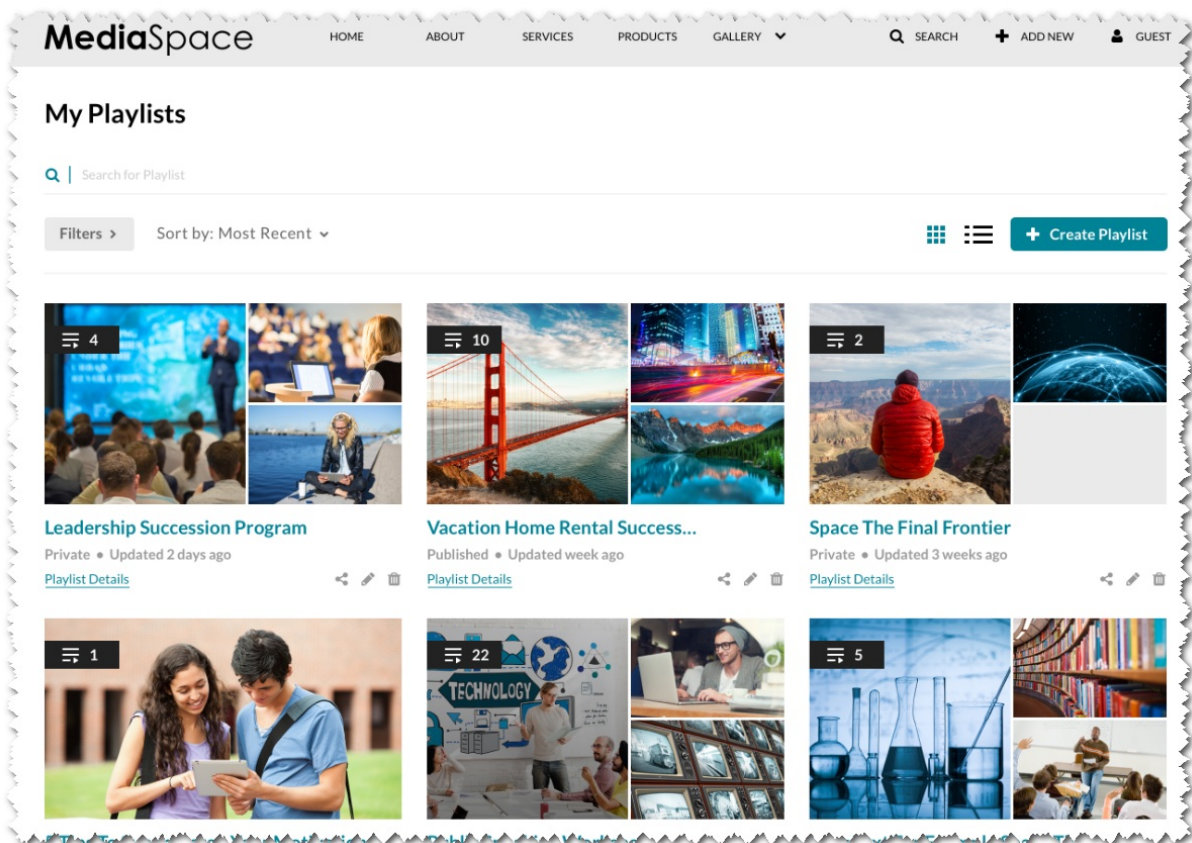 MediaSpace HOME ABOUT SERVICES PRODUCTS GALLERY SEARCH ADD NEW GUEST
My Playlists
Search for Playlist
Filters Sort by: Most Recent Create Playlist
4 10 2
Leadership Succession Program Vacation Home Rental Success... Space The Final Frontier
Private • Updated 2 days ago Published • Updated week ago Private • Updated 3 weeks ago
Playlist Details Playlist Details Playlist Details
1 22 5
TECHNOLOGY